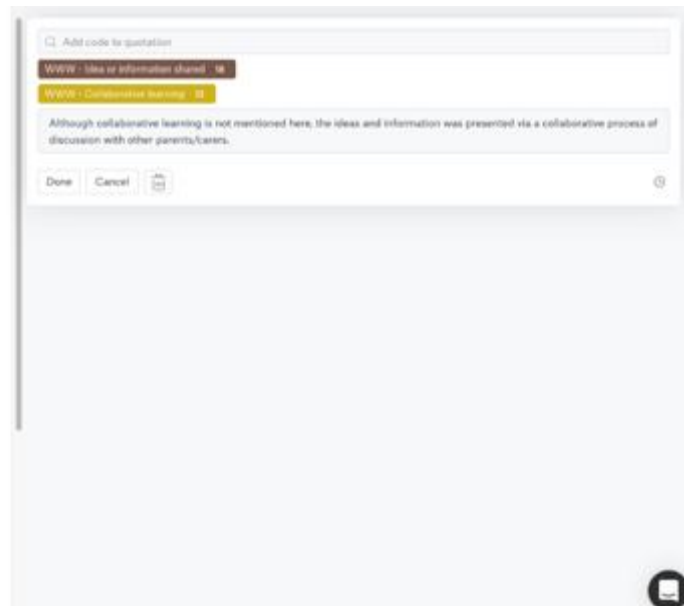 Add code to quotation
WWW - Idea or information shared 18
WWW - Collaborative learning
Although collaborative learning is not mentioned here, the ideas and information was presented via a collaborative process of
discussion with other parents/carers.
Done Cancel